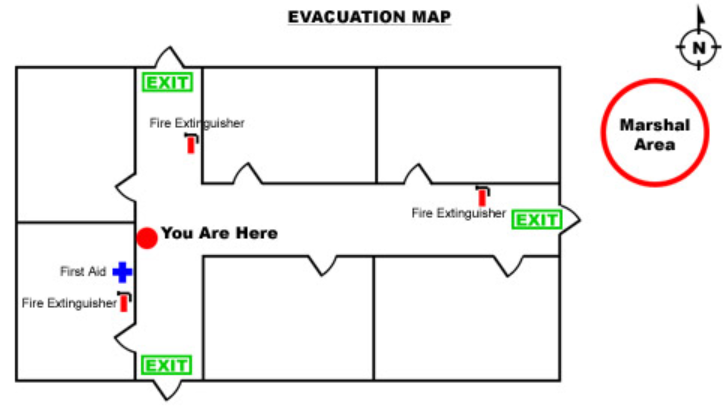 EVACUATION MAP
N
EXIT
Fire Extinguisher
Marshal
Area
Fire Extinguisher
EXIT
You Are Here
First Aid
Fire Extinguisher
EXIT